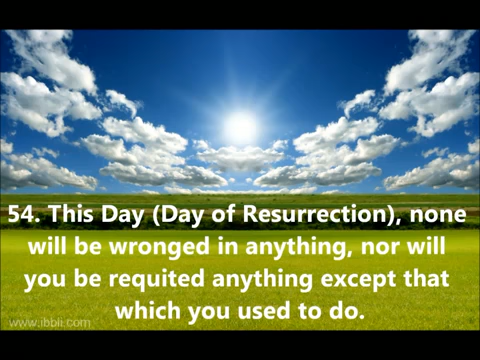 54. This Day (Day of Resurrection), none
will be wronged in anything, nor will
you be requited anything except that
which you used to do.
www.ibbli.com